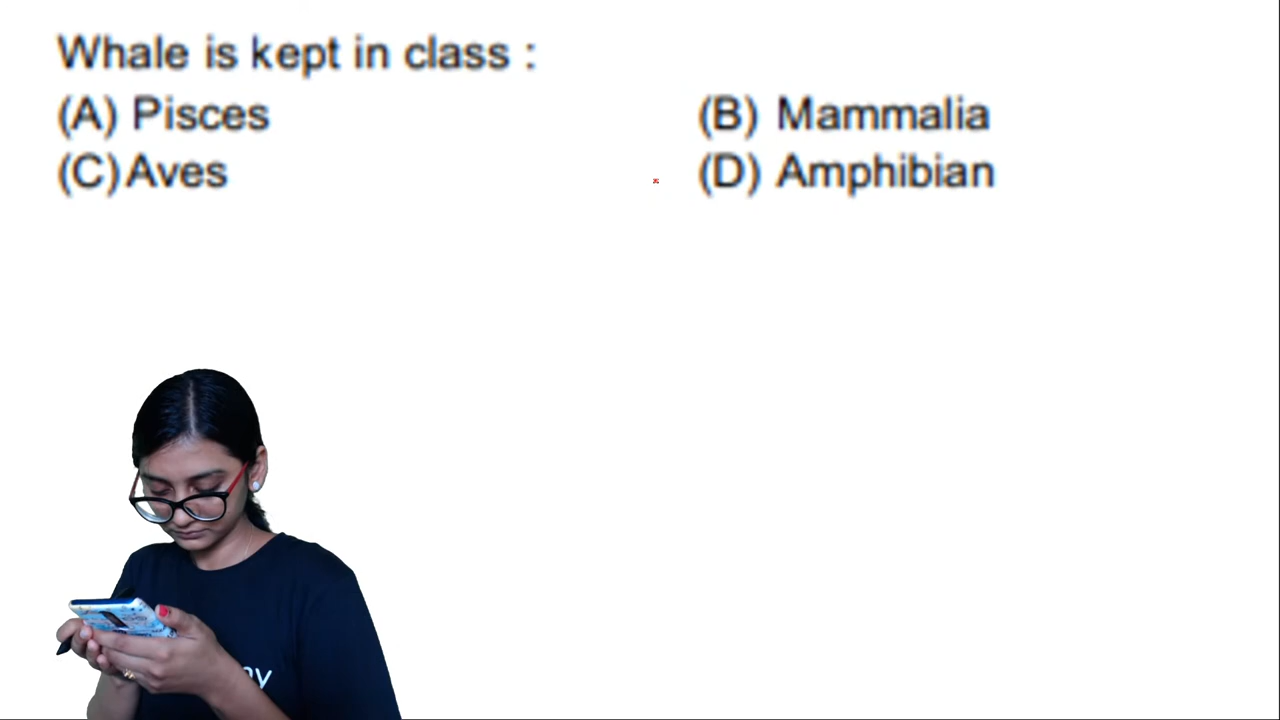 Whale is kept in class :
(A) Pisces (B) Mammalia
(C) Aves (D) Amphibian